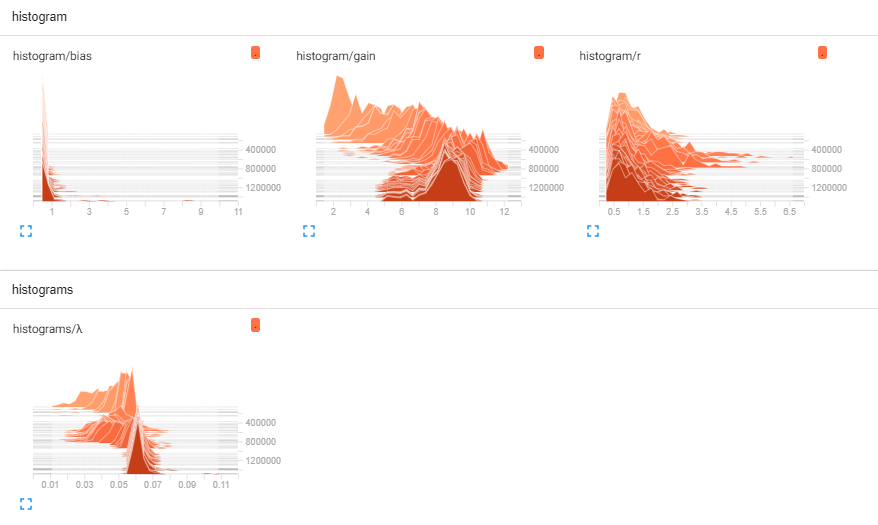 histogram
histogram/bias
histogram/gain
histogram/r
400000
800000
1200000
1 3 5 7 9 11
400000
800000
1200000
2 4 6 8 10 12
400000
800000
1200000
0.5 1.5 2.5 3.5 4.5 5.5 6.5
histograms
histograms/λ
400000
800000
1200000
0.01 0.03 0.05 0.07 0.09 0.11